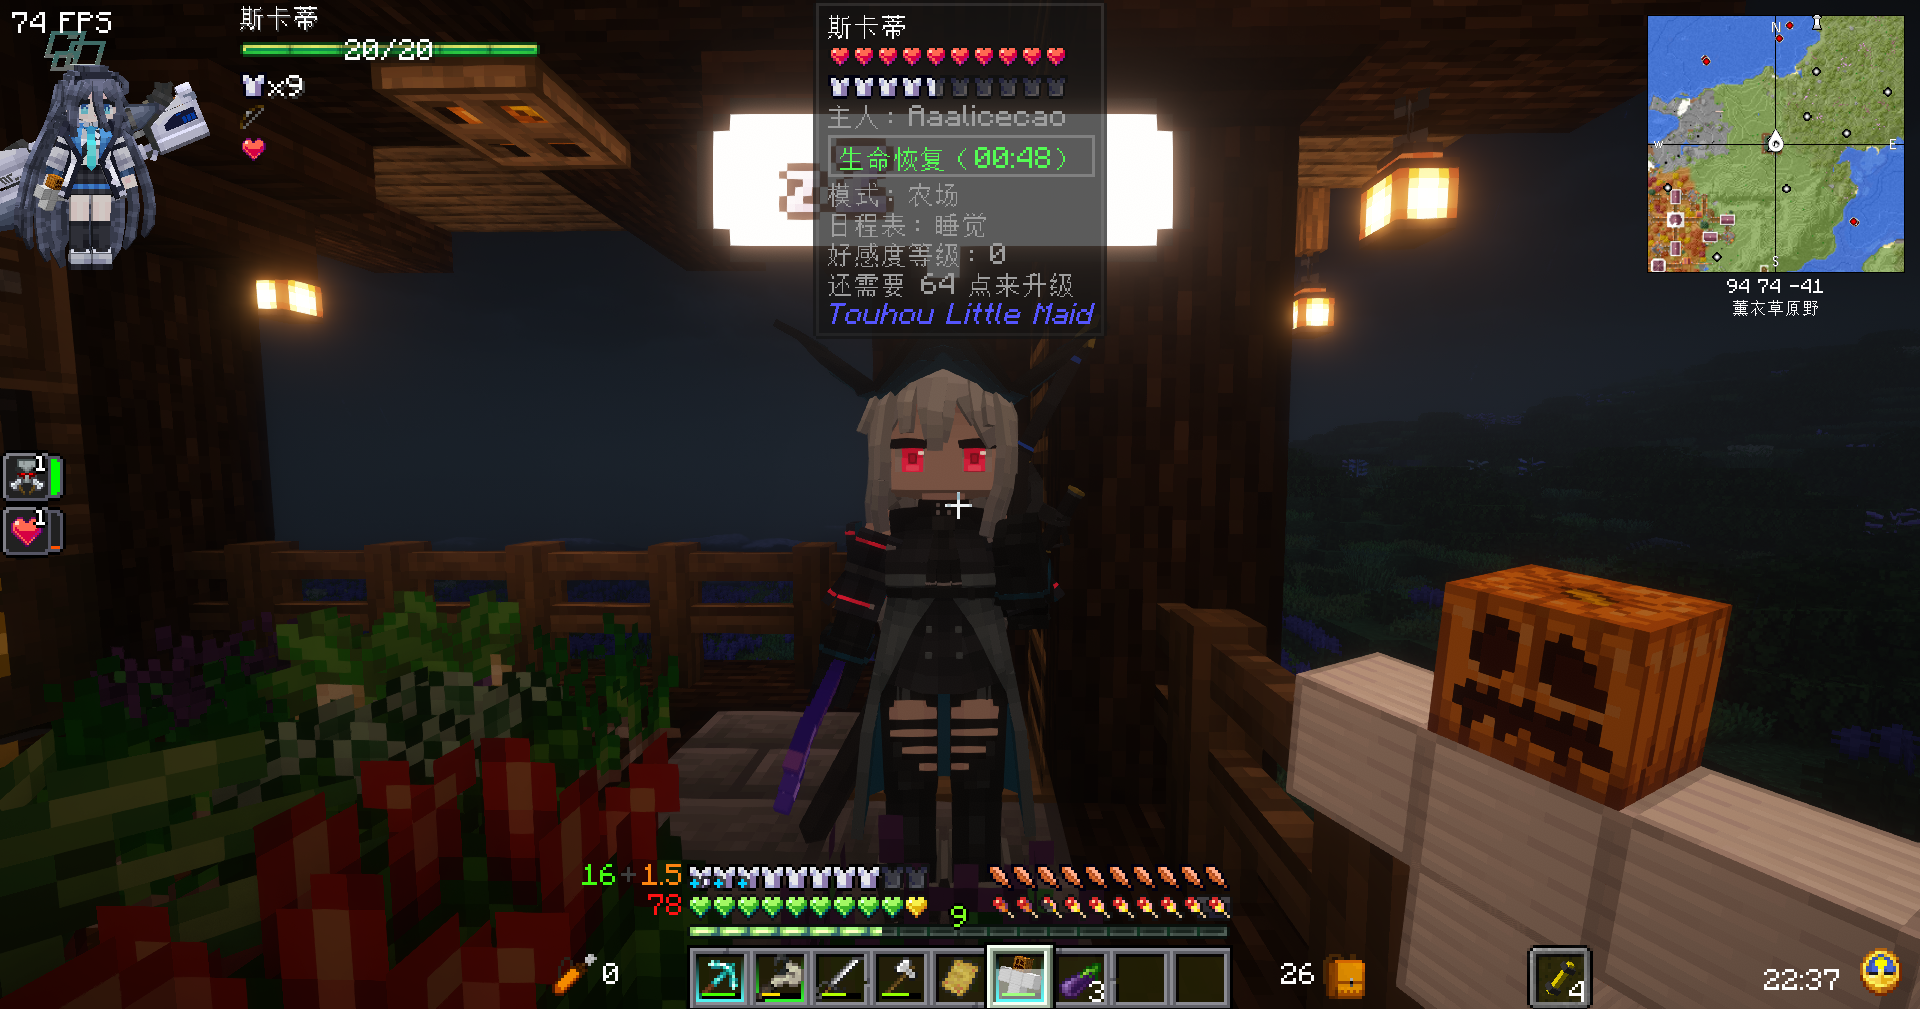 74 FPS
斯卡蒂
20/20
x9
斯卡蒂
主人：Aaalicecao
生命恢复（00:48）
模式：农场
日程表：睡觉
好感度等级：0
还需要 64 点来升级
Touhou Little Maid
N
W
E
S
94 74 -41
薰衣草原野
1
1
16+1.5
78
9
0
3
26
4
22:37